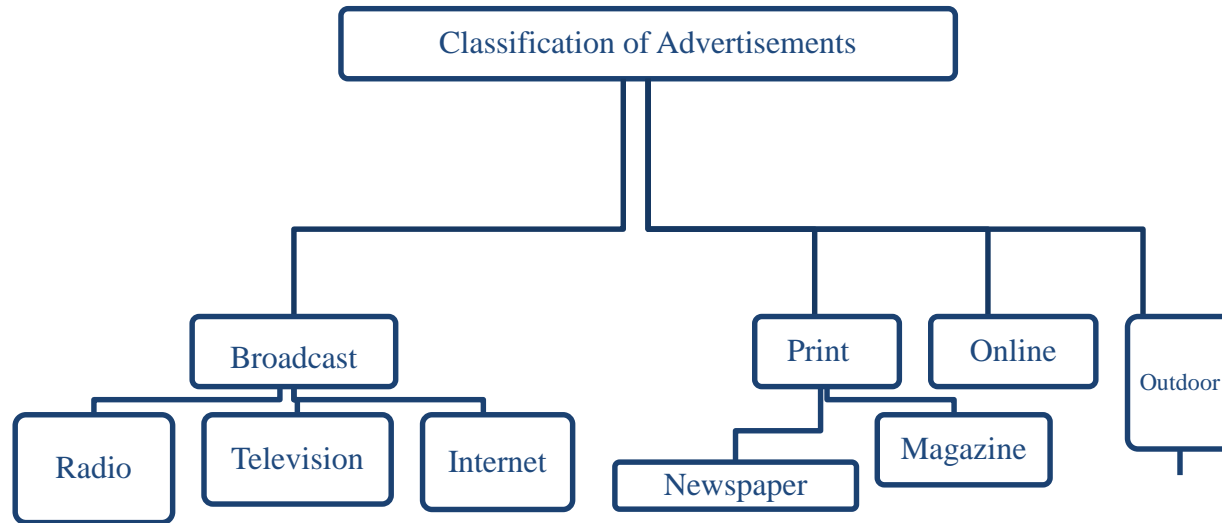 Classification of Advertisements
Broadcast
Print
Online
Outdoor
Radio
Television
Internet
Newspaper
Magazine